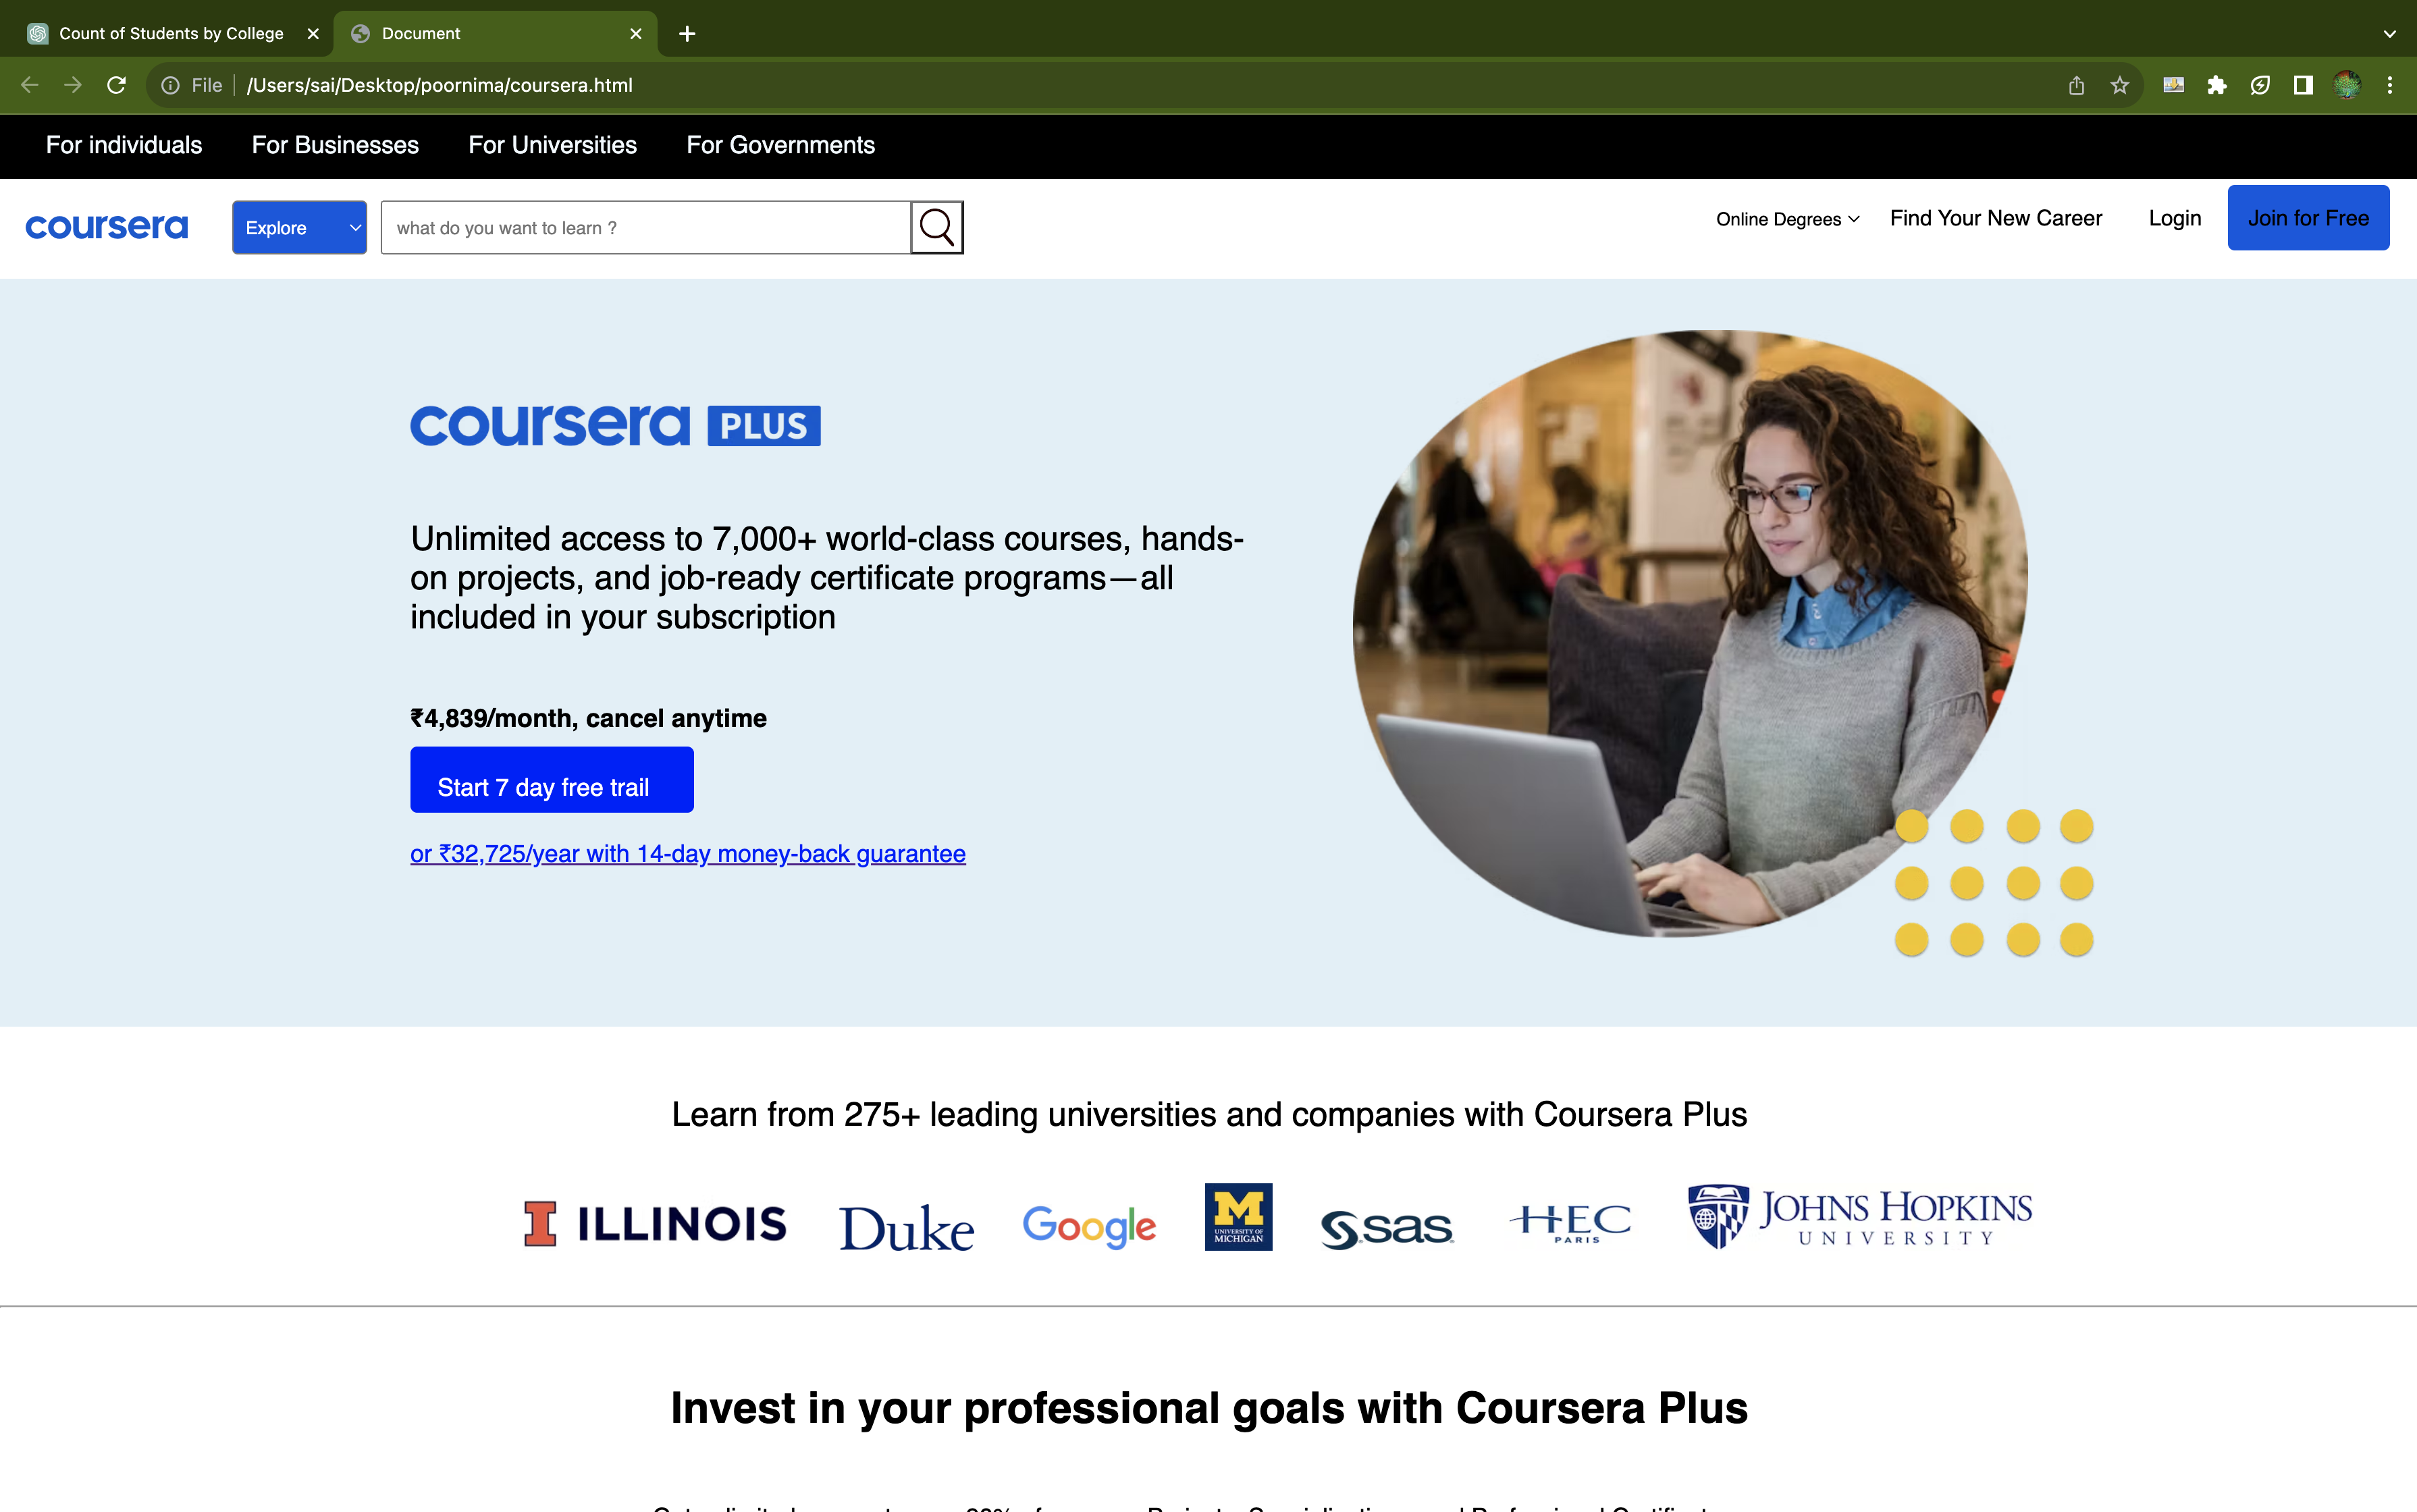 Count of Students by College
Document
File
/Users/sai/Desktop/poornima/coursera.html
For individuals
For Businesses
For Universities
For Governments
coursera
Explore
what do you want to learn ?
Online Degrees
Find Your New Career
Login
Join for Free
coursera PLUS
Unlimited access to 7,000+ world-class courses, hands-
on projects, and job-ready certificate programs—all
included in your subscription
₹4,839/month, cancel anytime
Start 7 day free trail
or ₹32,725/year with 14-day money-back guarantee
Learn from 275+ leading universities and companies with Coursera Plus
I ILLINOIS
Duke
Google
M
UNIVERSITY OF
MICHIGAN
sas
HEC
PARIS
JOHNS HOPKINS
UNIVERSITY
Invest in your professional goals with Coursera Plus